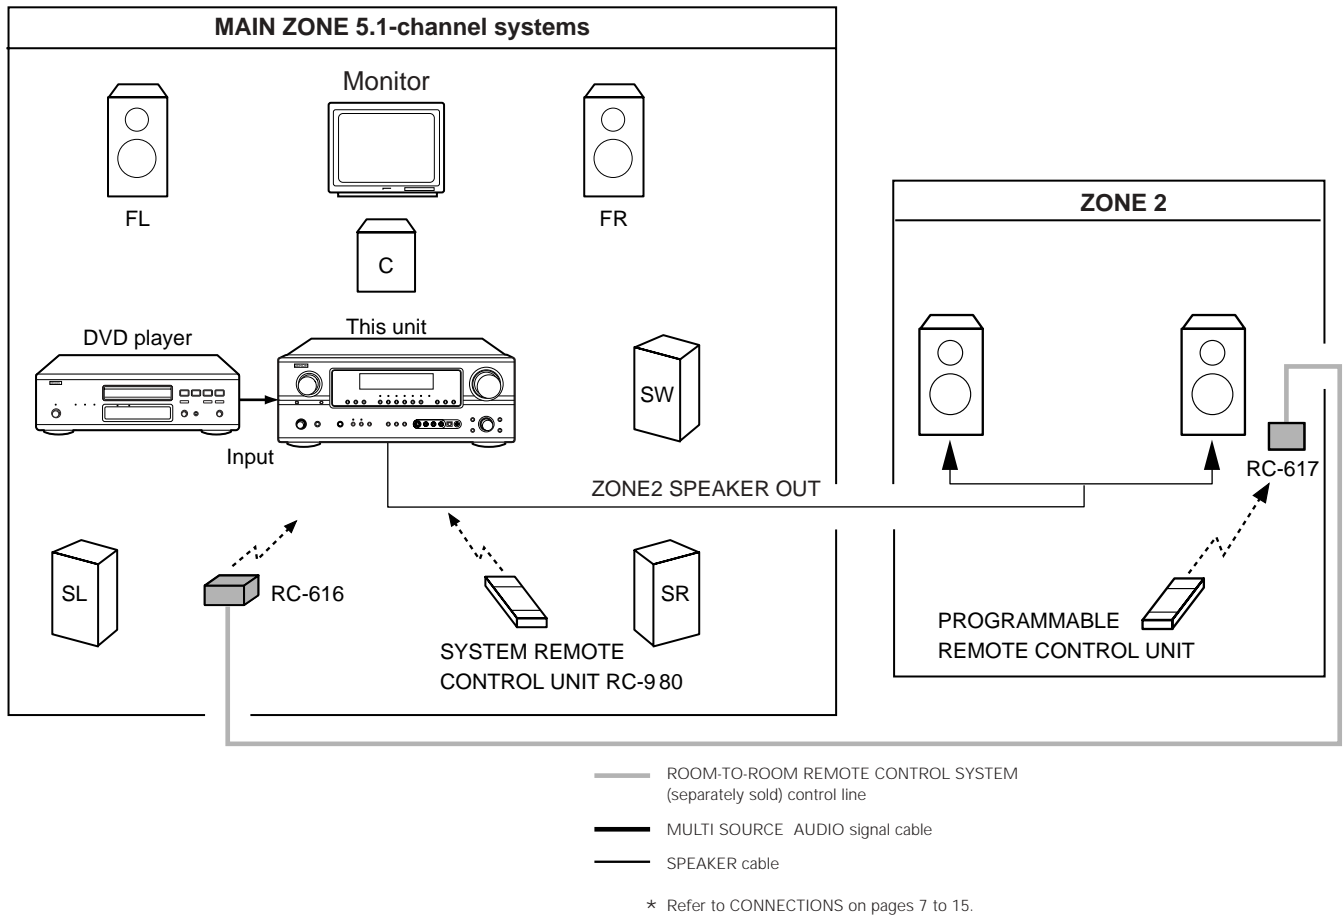 MAIN ZONE 5.1-channel systems
Monitor
FL
FR
C
ZONE 2
DVD player
This unit
SW
Input
RC-617
ZONE2 SPEAKER OUT
SL
RC-616
SR
SYSTEM REMOTE
CONTROL UNIT RC-980
PROGRAMMABLE
REMOTE CONTROL UNIT
ROOM-TO-ROOM REMOTE CONTROL SYSTEM
(separately sold) control line
MULTI SOURCE AUDIO signal cable
SPEAKER cable
* Refer to CONNECTIONS on pages 7 to 15.